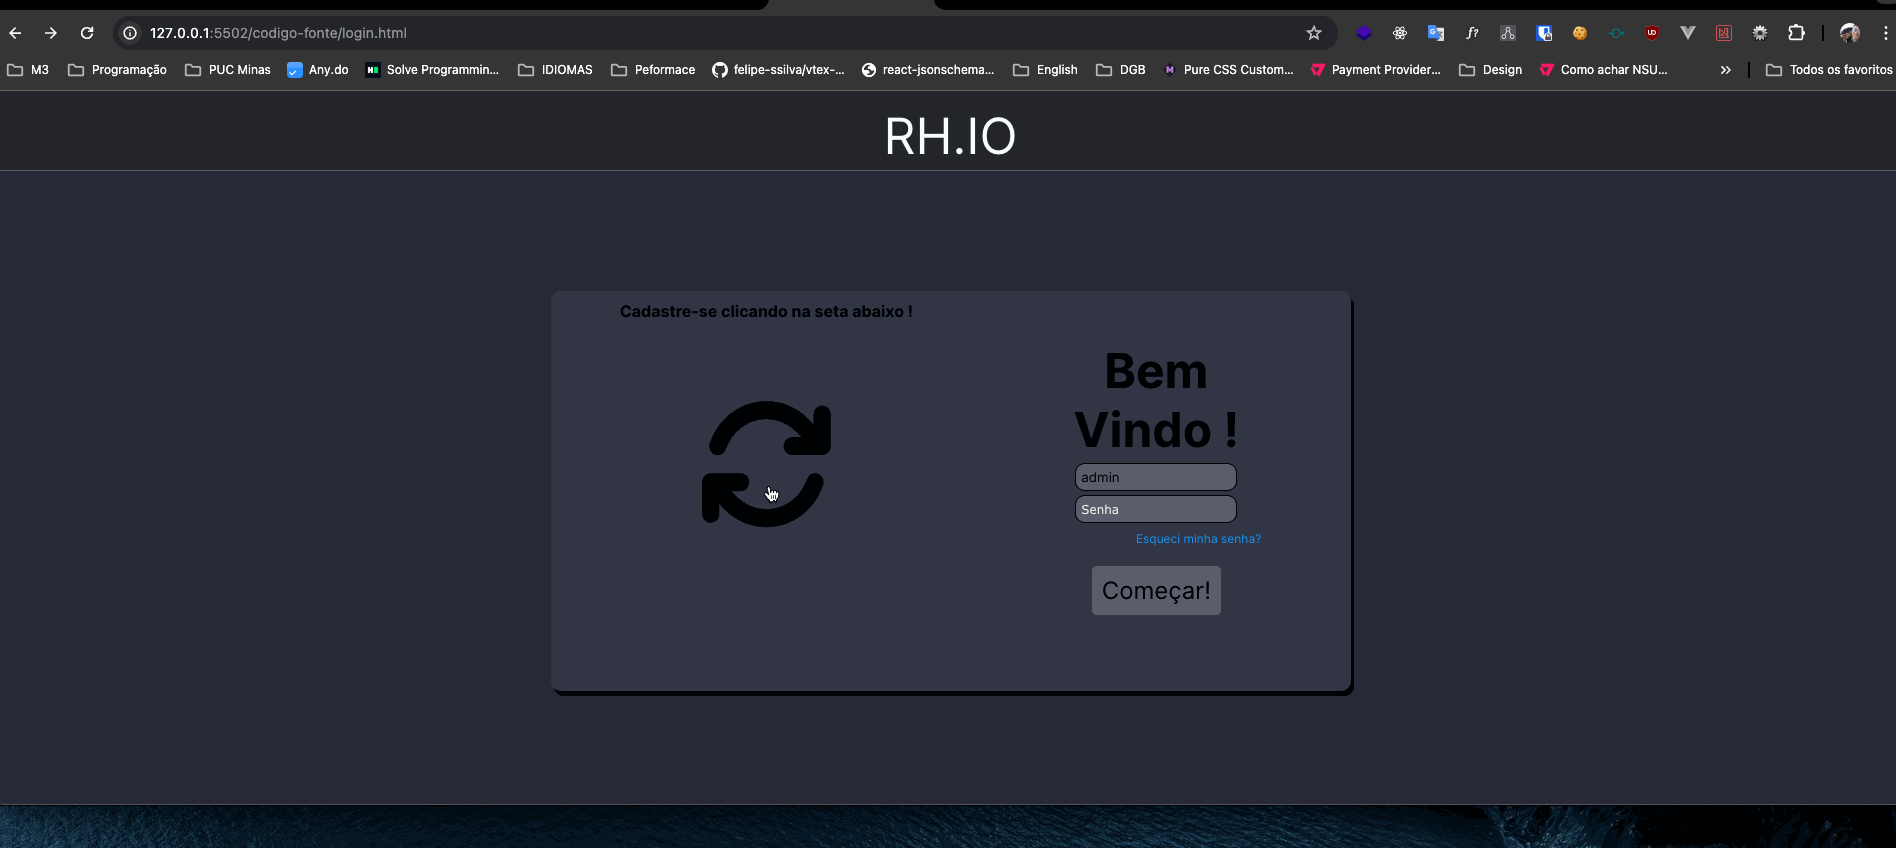 127.0.0.1:5502/codigo-fonte/login.html
M3 Programação PUC Minas Any.do Solve Programmin... IDIOMAS Peformace felipe-ssilva/vtex-... react-jsonschema... English DGB Pure CSS Custom... Payment Provider... Design Como achar NSU... » Todos os favoritos
RH.IO
Cadastre-se clicando na seta abaixo !
Bem
Vindo !
admin
Senha
Esqueci minha senha?
Começar!